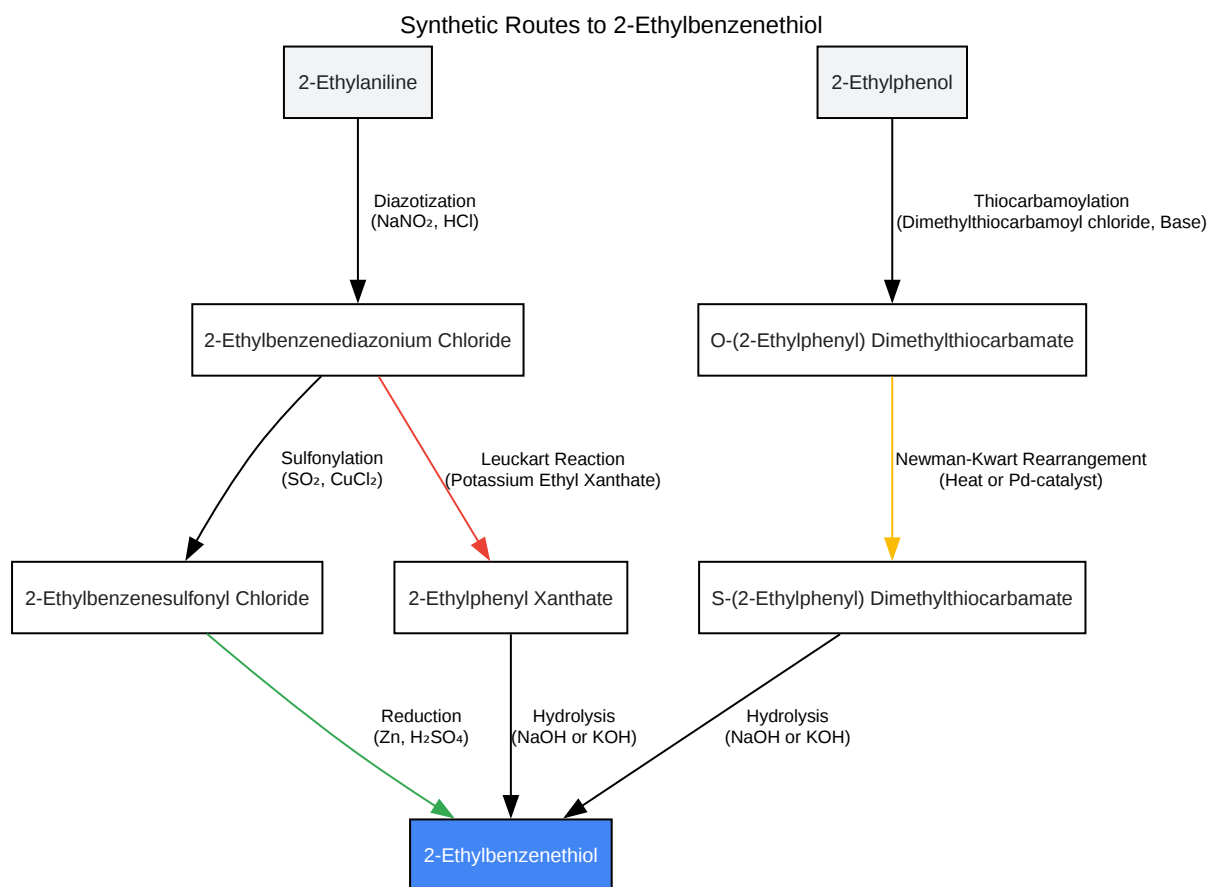 Synthetic Routes to 2-Ethylbenzenethiol
2-Ethylaniline
2-Ethylphenol
Diazotization
(NaNO₂, HCl)
Thiocarbamoylation
(Dimethylthiocarbamoyl chloride, Base)
2-Ethylbenzenediazonium Chloride
O-(2-Ethylphenyl) Dimethylthiocarbamate
Sulfonylation
(SO₂, CuCl₂)
Leuckart Reaction
(Potassium Ethyl Xanthate)
Newman-Kwart Rearrangement
(Heat or Pd-catalyst)
2-Ethylbenzenesulfonyl Chloride
2-Ethylphenyl Xanthate
S-(2-Ethylphenyl) Dimethylthiocarbamate
Reduction
(Zn, H₂SO₄)
Hydrolysis
(NaOH or KOH)
Hydrolysis
(NaOH or KOH)
2-Ethylbenzenethiol